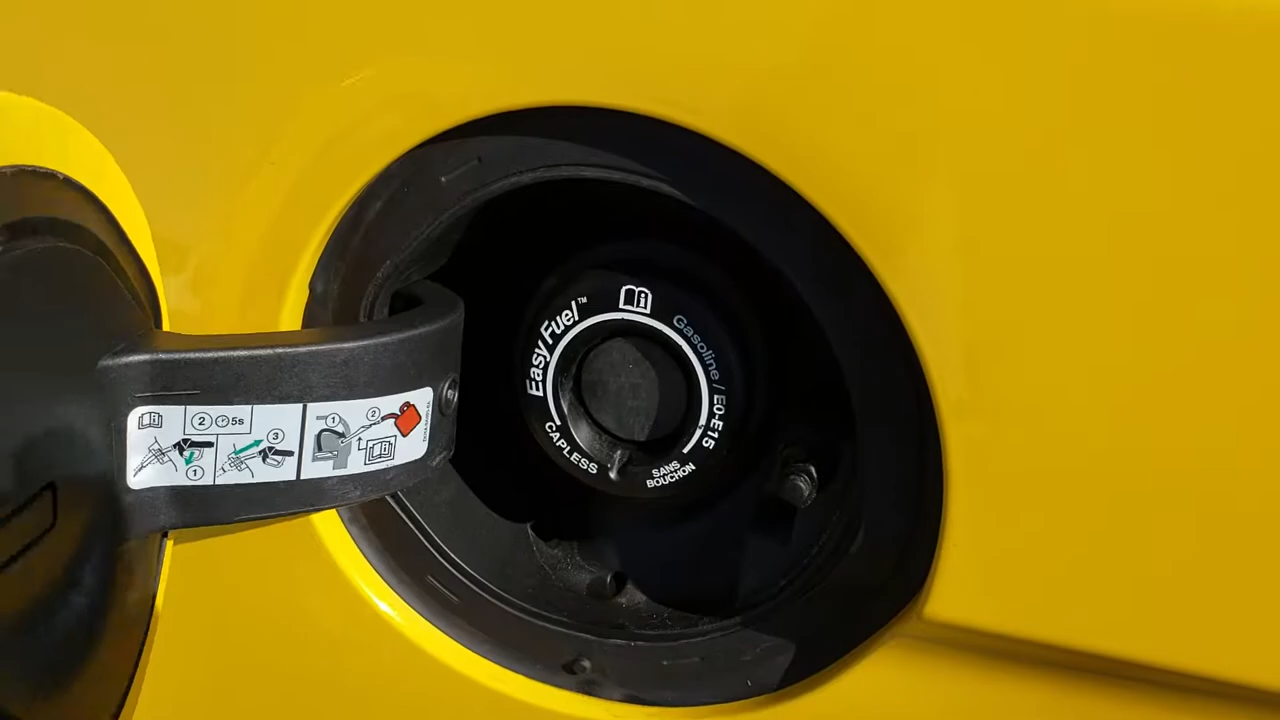 Easy Fuel™
Gasoline / E0-E15
CAPLESS
SANS
BOUCHON
2 5s
1
3
1
2